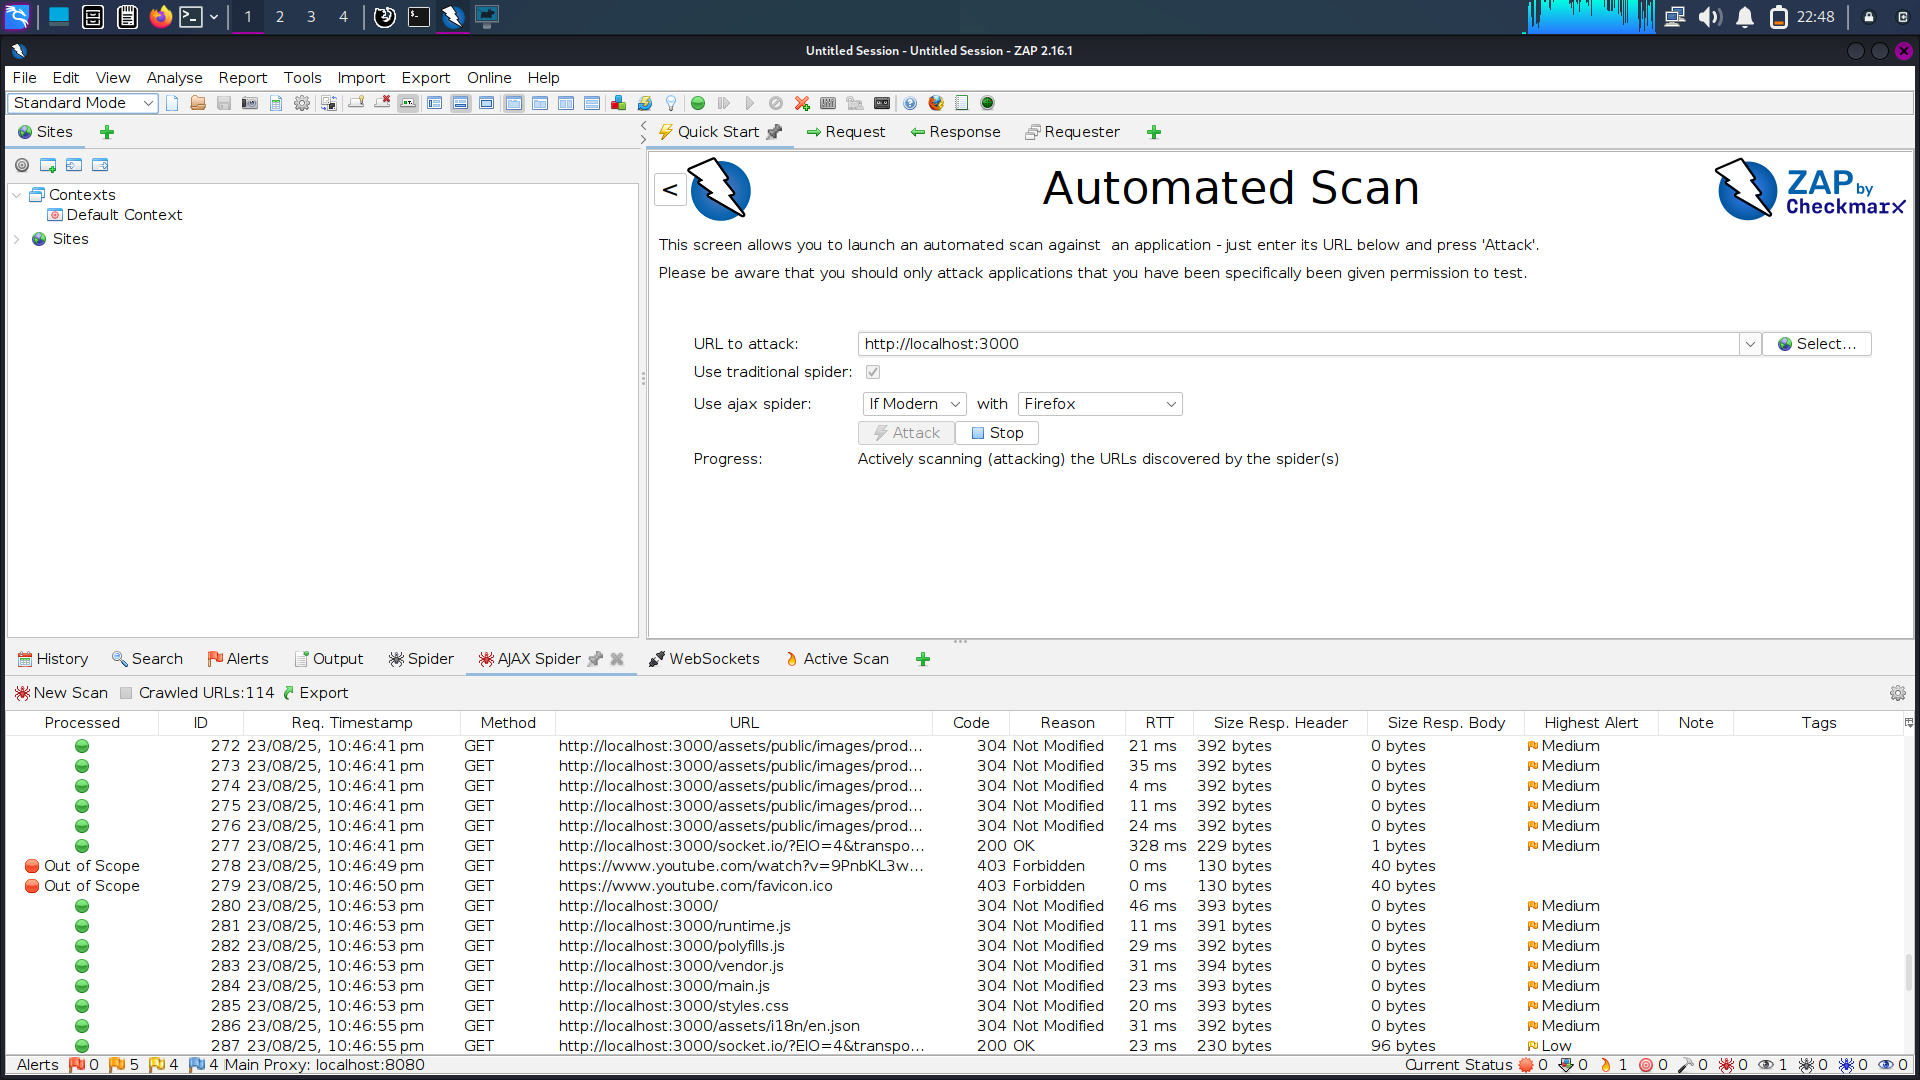 1 2 3 4 22:48
Untitled Session - Untitled Session - ZAP 2.16.1
File Edit View Analyse Report Tools Import Export Online Help
Standard Mode
Sites
Quick Start Request Response Requester
Contexts
Default Context
Sites
< Automated Scan ZAP by Checkmarx
This screen allows you to launch an automated scan against an application - just enter its URL below and press 'Attack'.
Please be aware that you should only attack applications that you have been specifically been given permission to test.
URL to attack: http://localhost:3000 Select...
Use traditional spider:
Use ajax spider: If Modern with Firefox
Attack Stop
Progress: Actively scanning (attacking) the URLs discovered by the spider(s)
History Search Alerts Output Spider AJAX Spider WebSockets Active Scan
New Scan Crawled URLs:114 Export
Processed ID Req. Timestamp Method URL Code Reason RTT Size Resp. Header Size Resp. Body Highest Alert Note Tags
272 23/08/25, 10:46:41 pm GET http://localhost:3000/assets/public/images/prod... 304 Not Modified 21 ms 392 bytes 0 bytes Medium
273 23/08/25, 10:46:41 pm GET http://localhost:3000/assets/public/images/prod... 304 Not Modified 35 ms 392 bytes 0 bytes Medium
274 23/08/25, 10:46:41 pm GET http://localhost:3000/assets/public/images/prod... 304 Not Modified 4 ms 392 bytes 0 bytes Medium
275 23/08/25, 10:46:41 pm GET http://localhost:3000/assets/public/images/prod... 304 Not Modified 11 ms 392 bytes 0 bytes Medium
276 23/08/25, 10:46:41 pm GET http://localhost:3000/assets/public/images/prod... 304 Not Modified 24 ms 392 bytes 0 bytes Medium
277 23/08/25, 10:46:41 pm GET http://localhost:3000/socket.io/?EIO=4&transpo... 200 OK 328 ms 229 bytes 1 bytes Medium
Out of Scope 278 23/08/25, 10:46:49 pm GET https://www.youtube.com/watch?v=9PnbKL3w... 403 Forbidden 0 ms 130 bytes 40 bytes
Out of Scope 279 23/08/25, 10:46:50 pm GET https://www.youtube.com/favicon.ico 403 Forbidden 0 ms 130 bytes 40 bytes
280 23/08/25, 10:46:53 pm GET http://localhost:3000/ 304 Not Modified 46 ms 393 bytes 0 bytes Medium
281 23/08/25, 10:46:53 pm GET http://localhost:3000/runtime.js 304 Not Modified 11 ms 391 bytes 0 bytes Medium
282 23/08/25, 10:46:53 pm GET http://localhost:3000/polyfills.js 304 Not Modified 29 ms 392 bytes 0 bytes Medium
283 23/08/25, 10:46:53 pm GET http://localhost:3000/vendor.js 304 Not Modified 31 ms 394 bytes 0 bytes Medium
284 23/08/25, 10:46:53 pm GET http://localhost:3000/main.js 304 Not Modified 23 ms 393 bytes 0 bytes Medium
285 23/08/25, 10:46:53 pm GET http://localhost:3000/styles.css 304 Not Modified 20 ms 393 bytes 0 bytes Medium
286 23/08/25, 10:46:55 pm GET http://localhost:3000/assets/i18n/en.json 304 Not Modified 31 ms 392 bytes 0 bytes Medium
287 23/08/25, 10:46:55 pm GET http://localhost:3000/socket.io/?EIO=4&transpo... 200 OK 23 ms 230 bytes 96 bytes Low
Alerts 0 5 4 4 Main Proxy: localhost:8080 Current Status 0 0 1 0 0 0 1 0 0 0